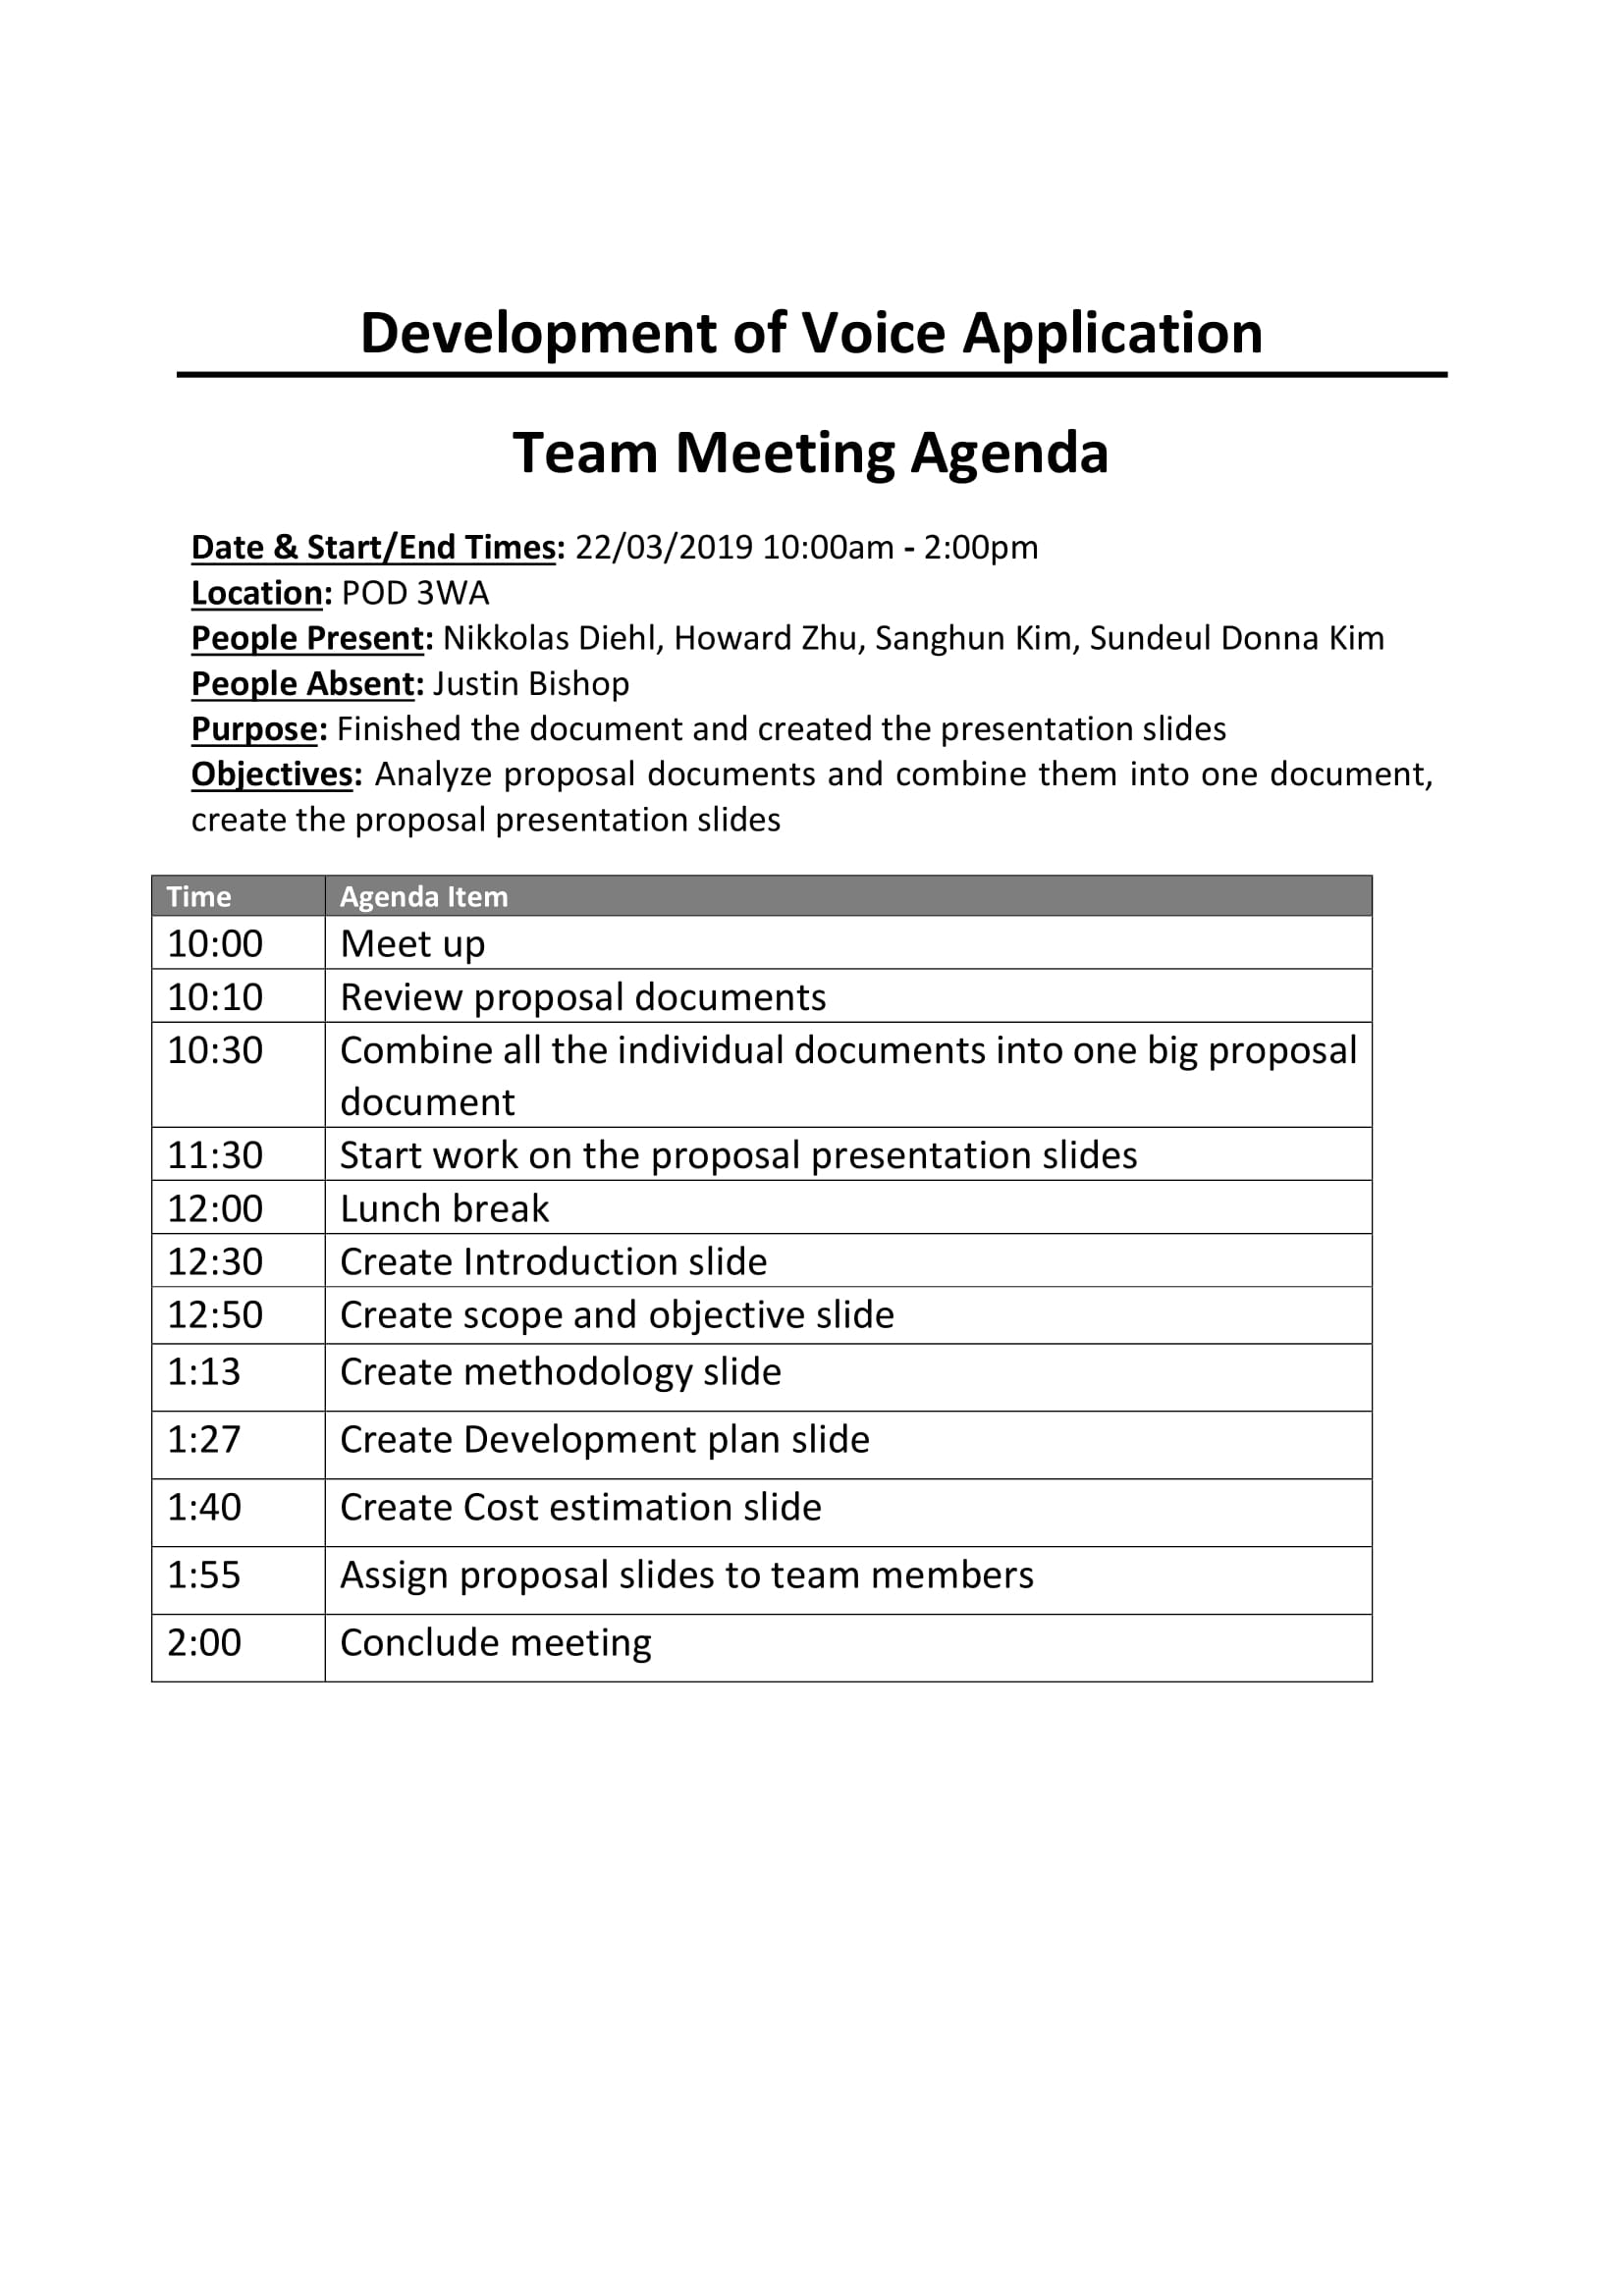 Development of Voice Application
Team Meeting Agenda
Date & Start/End Times: 22/03/2019 10:00am - 2:00pm
Location: POD 3WA
People Present: Nikkolas Diehl, Howard Zhu, Sanghun Kim, Sundeul Donna Kim
People Absent: Justin Bishop
Purpose: Finished the document and created the presentation slides
Objectives: Analyze proposal documents and combine them into one document,
create the proposal presentation slides
Time Agenda Item
10:00 Meet up
10:10 Review proposal documents
10:30 Combine all the individual documents into one big proposal
document
11:30 Start work on the proposal presentation slides
12:00 Lunch break
12:30 Create Introduction slide
12:50 Create scope and objective slide
1:13 Create methodology slide
1:27 Create Development plan slide
1:40 Create Cost estimation slide
1:55 Assign proposal slides to team members
2:00 Conclude meeting